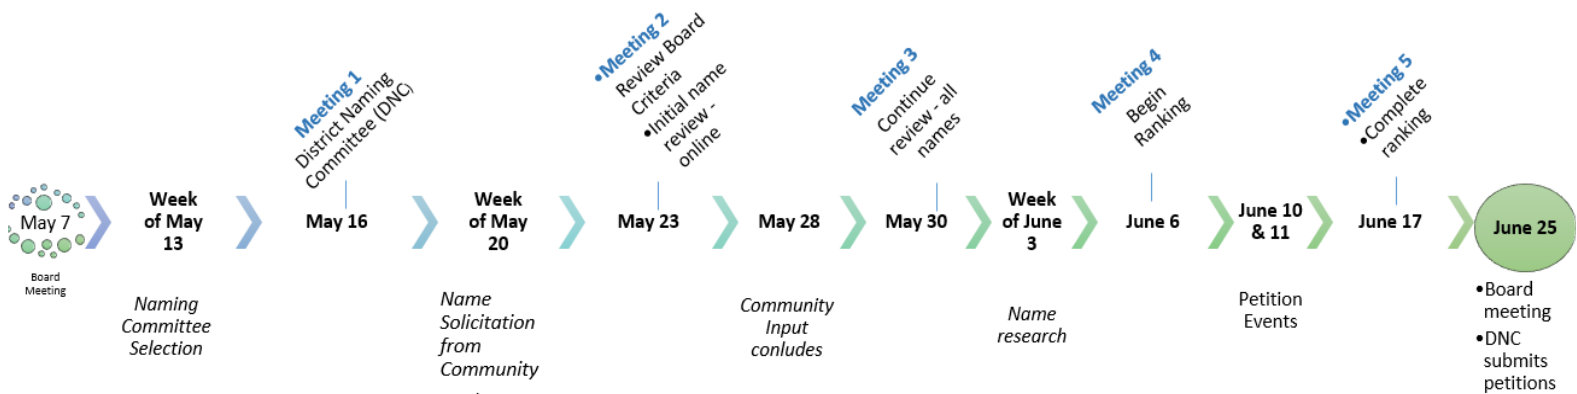 Meeting 1
District Naming
Committee (DNC)
•Meeting 2
Review Board
Criteria
•Initial name
review -
online
Meeting 3
Continue
review - all
names
Meeting 4
Begin
Ranking
•Meeting 5
•Complete
ranking
May 7
Week
of May
13
May 16
Week
of May
20
May 23
May 28
May 30
Week
of June
3
June 6
June 10
& 11
June 17
June 25
Board
Meeting
Naming
Committee
Selection
Name
Solicitation
from
Community
Community
Input
conludes
Name
research
Petition
Events
•Board
meeting
•DNC
submits
petitions